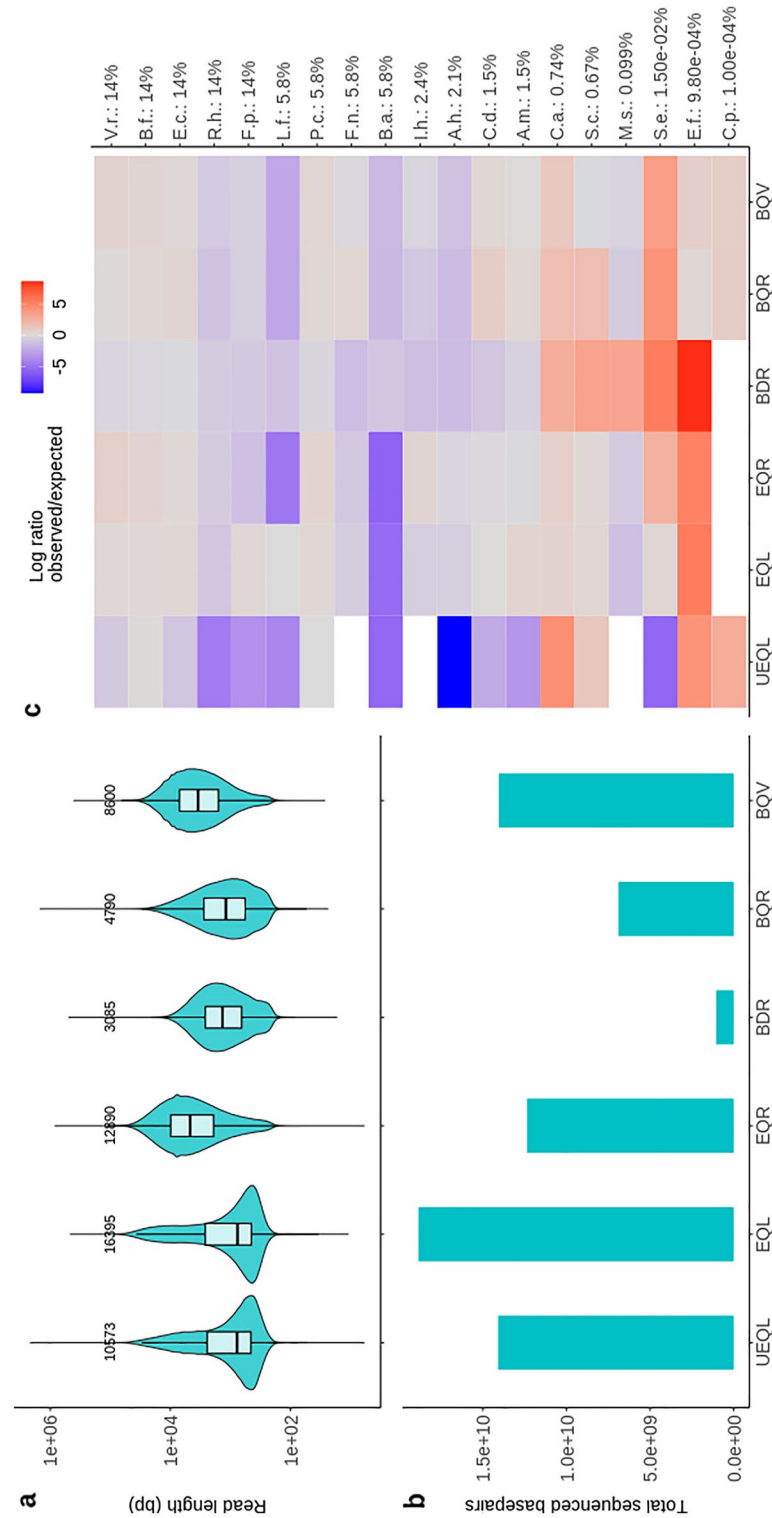 a
Read length (bp)
1e+06
1e+04
1e+02
10573
16395
12890
3085
4790
8600
b
Total sequenced basepairs
1.5e+10
1.0e+10
5.0e+09
0.0e+00
UEQL
EQL
EQR
BDR
BQR
BQV
c
Log ratio
observed/expected
-5
0
5
V.r.: 14%
B.f.: 14%
E.c.: 14%
R.h.: 14%
F.p.: 14%
L.f.: 5.8%
P.c.: 5.8%
F.n.: 5.8%
B.a.: 5.8%
I.h.: 2.4%
A.h.: 2.1%
C.d.: 1.5%
A.m.: 1.5%
C.a.: 0.74%
S.c.: 0.67%
M.s.: 0.099%
S.e.: 1.50e-02%
E.f.: 9.80e-04%
C.p.: 1.00e-04%
UEQL
EQL
EQR
BDR
BQR
BQV